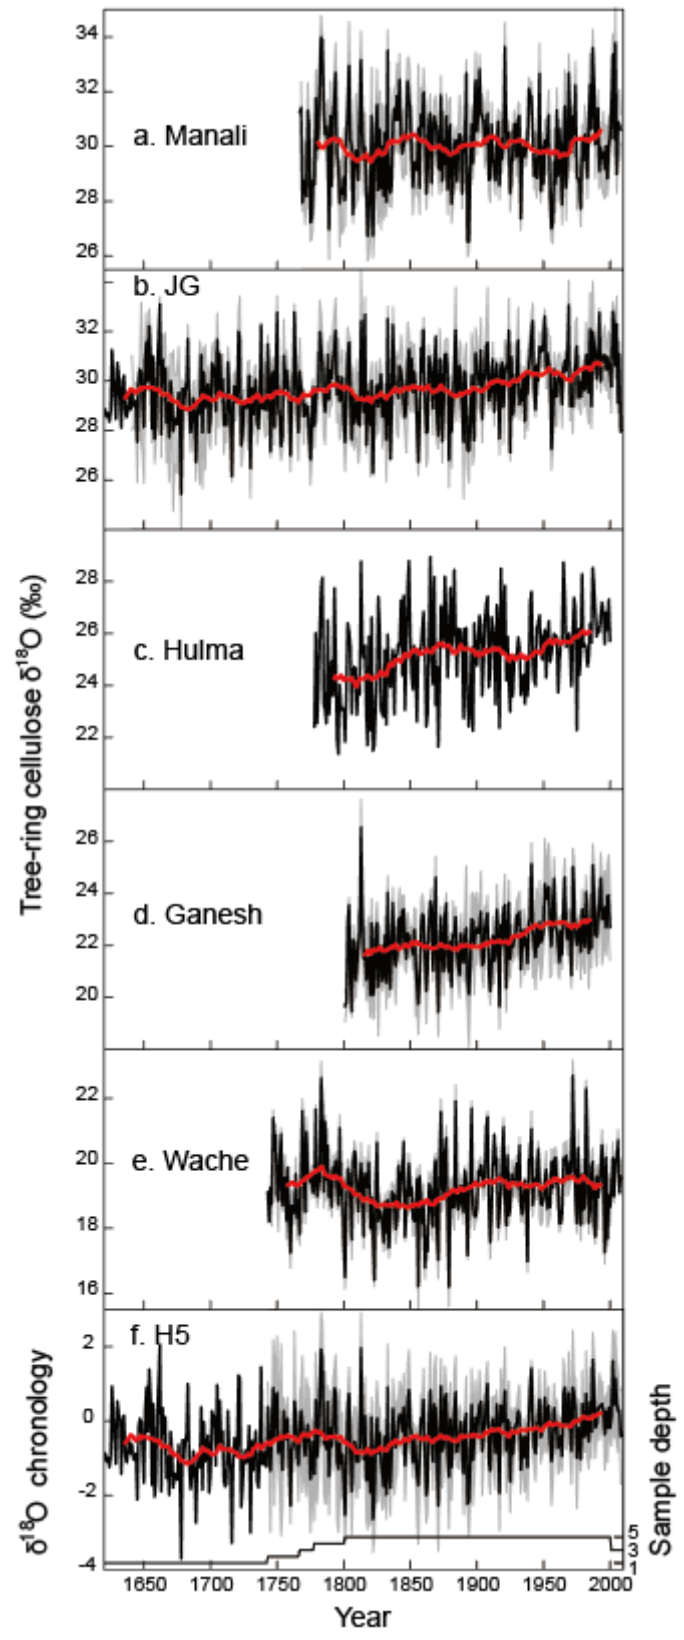 34
32
a. Manali
30
28
26
b. JG
32
30
28
26
28
c. Hulma
26
24
22
26
d. Ganesh
24
22
20
22
e. Wache
20
18
16
f. H5
2
0
-2
-4
5
3
1
1650 1700 1750 1800 1850 1900 1950 2000
Year
Tree-ring cellulose δ¹⁸O (‰)
δ¹⁸O chronology
Sample depth